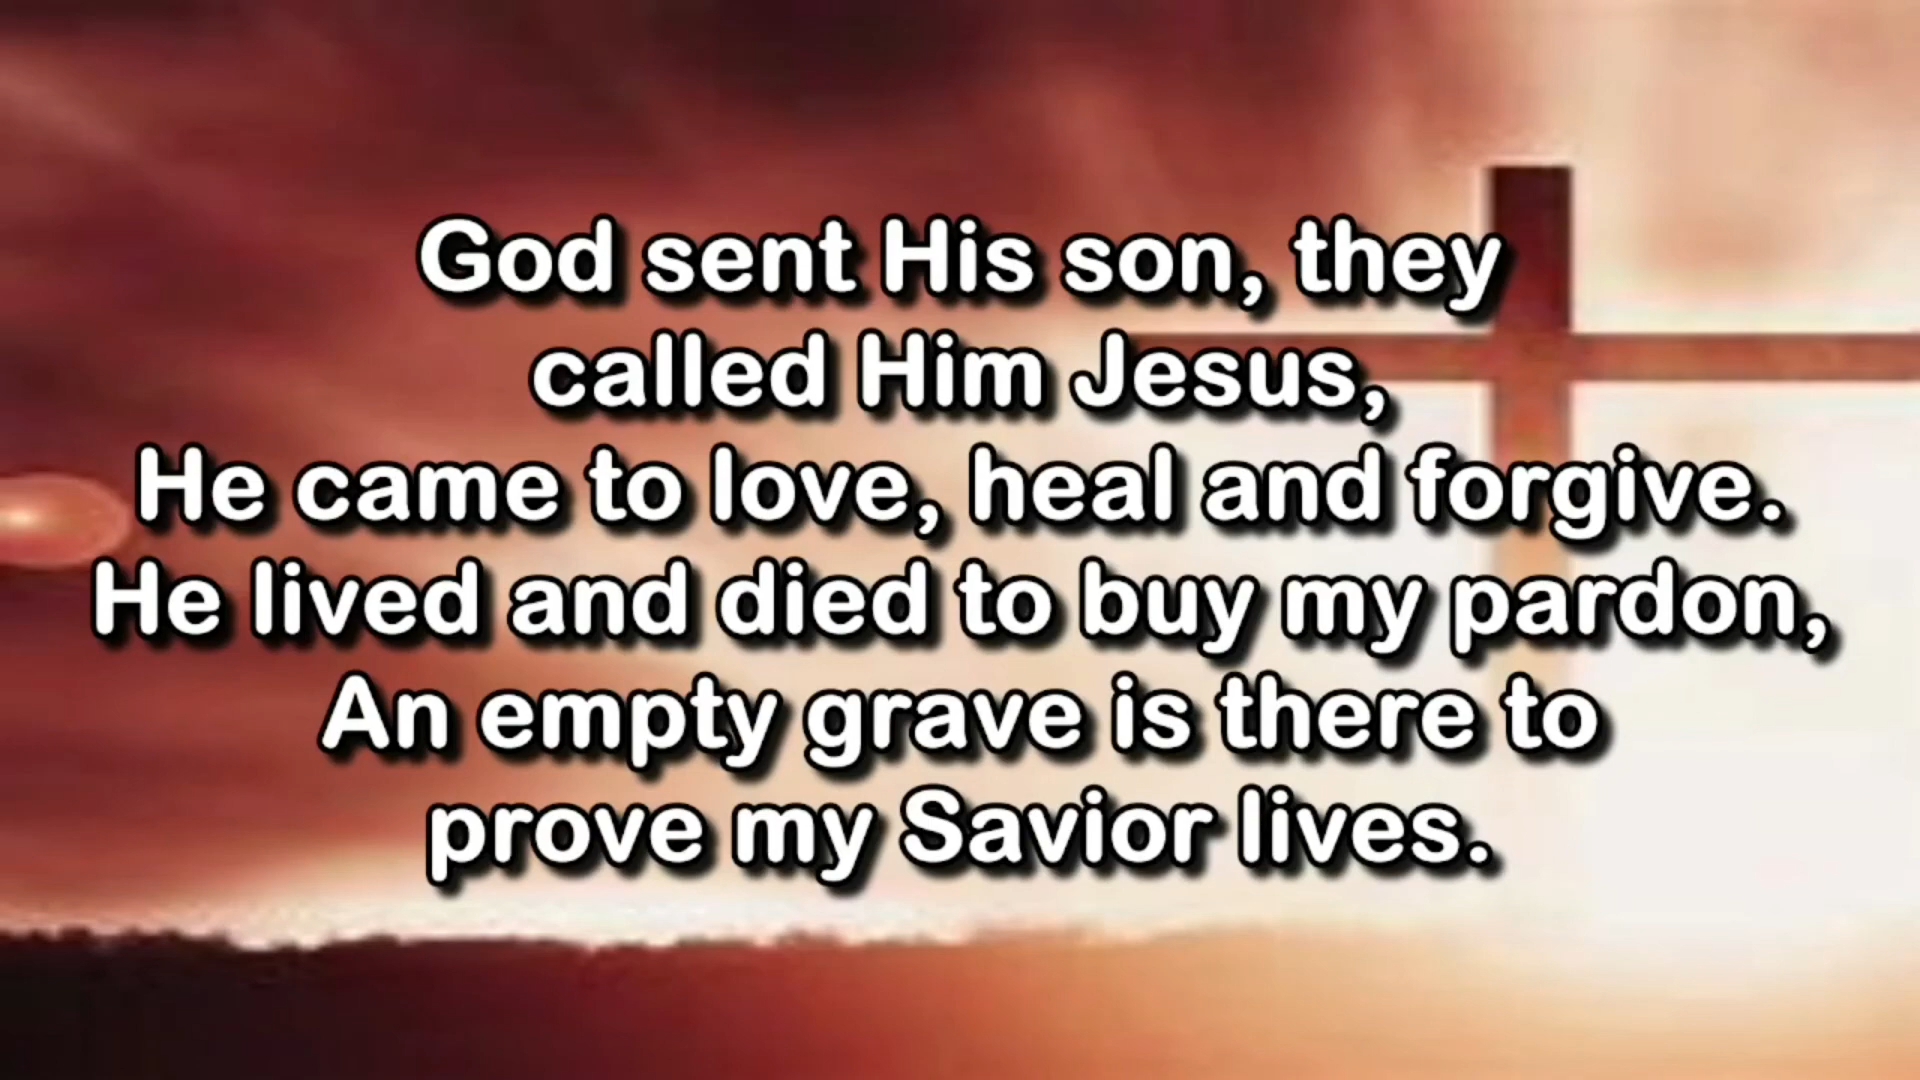 God sent His son, they
called Him Jesus,
He came to love, heal and forgive.
He lived and died to buy my pardon,
An empty grave is there to
prove my Savior lives.